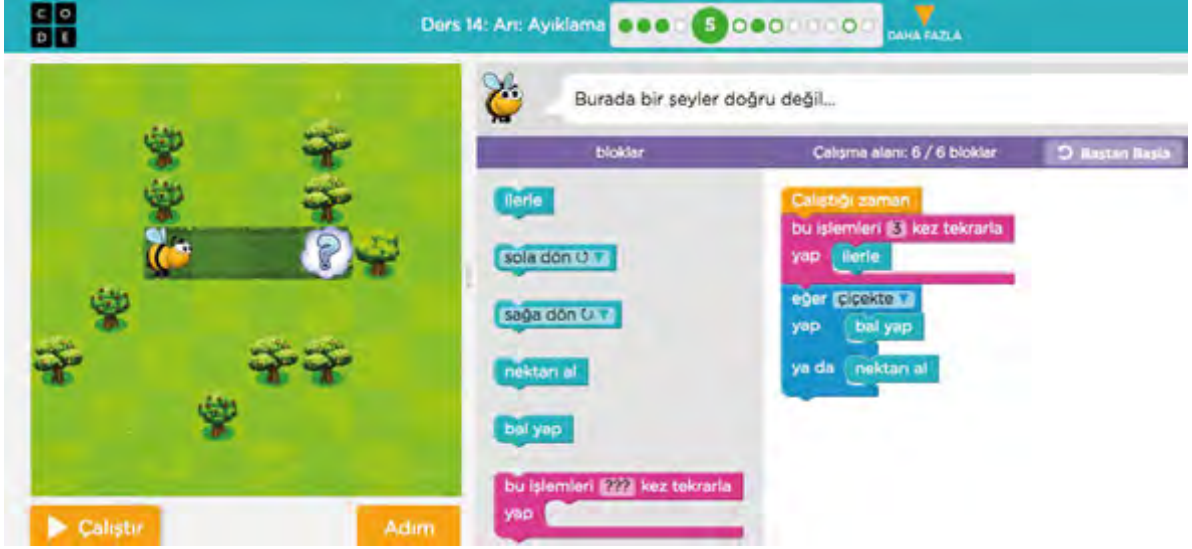 C O
D E
Ders 14: Arı: Ayıklama
5
DAHA FAZLA
Burada bir şeyler doğru değil...
bloklar
Çalışma alanı: 6 / 6 bloklar
Baştan Başla
ilerle
sola dön
sağa dön
nektarı al
bal yap
bu işlemleri ??? kez tekrarla
yap
Çalıştığı zaman
bu işlemleri 3 kez tekrarla
yap ilerle
eğer çiçekte
yap bal yap
ya da nektarı al
?
Çalıştır
Adım